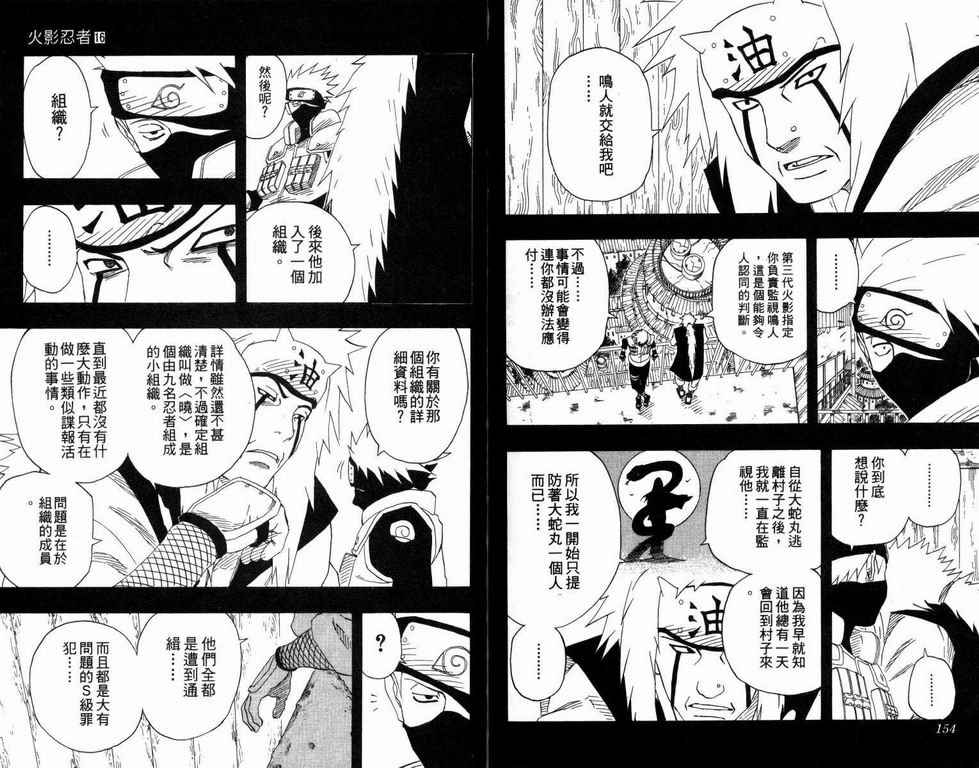 鳴人就交
給我吧
……
油
……
第三代火影指定
你負責監視鳴人
，這是個能夠令
人認同的判斷。
不過……
事情可能會變得
連你都沒辦法應
付……
你到底
想說什麼？
……
……
自從大蛇丸逃
離村子之後，
我就一直在監
視他……
因為我早就知
道他總有一天
會回到村子來
。
油
所以我一開始只提
防著大蛇丸一個人
而已……
154
火影忍者16
然後呢？
後來他加
入了一個
組織。
組織？
油
……
你有關於那
個組織的詳
細資料嗎？
油
詳情雖然還不甚
清楚，不過確定組
織叫做〈曉〉，是
個由九名忍者組成
的小組織。
直到最近都沒有什
麼大動作，只有在
做一些類似諜報活
動的事情。
問題是在於
組織的成員
？
他們全都
是遭到通
緝……
而且都是大有
問題的S級罪
犯……